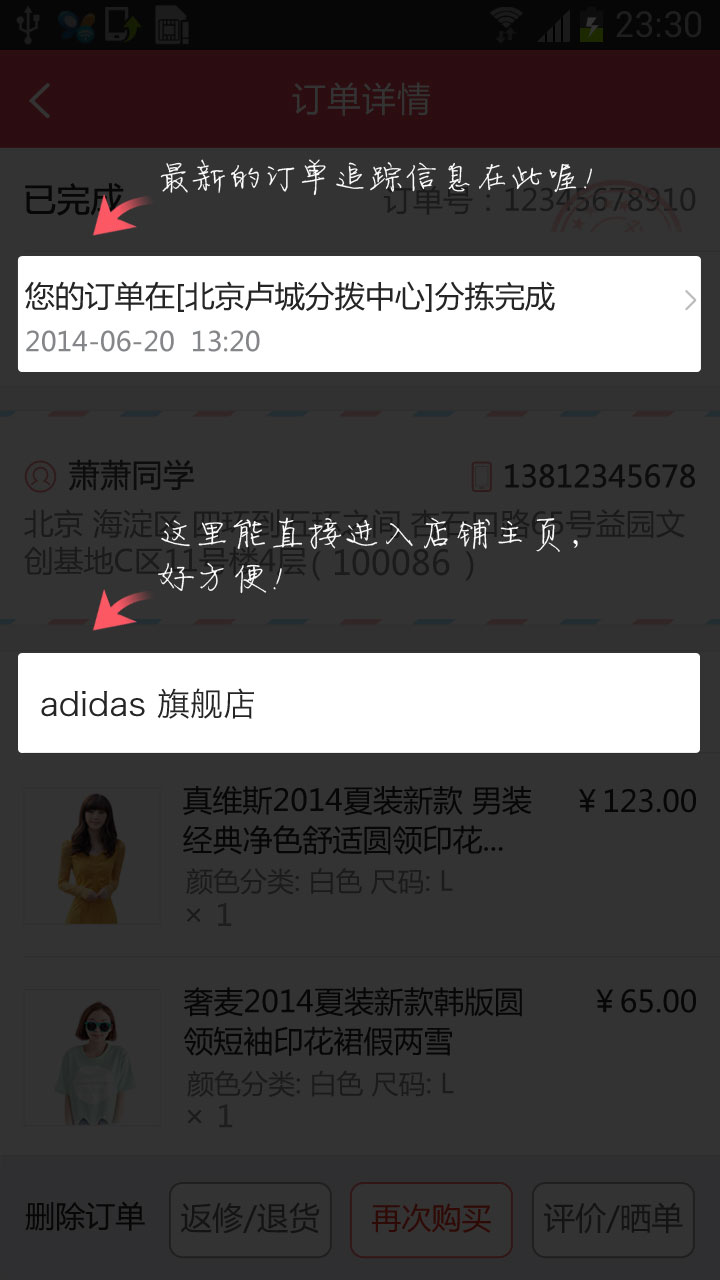 23:30
订单详情
最新的订单追踪信息在此喔!
已完成
订单号：12345678910
您的订单在[北京卢城分拨中心]分拣完成
2014-06-20 13:20
萧萧同学
13812345678
北京 海淀区 四环到五环之间 杏石口路65号益园文
创基地C区11号楼4层( 100086 )
这里能直接进入店铺主页,
好方便!
adidas 旗舰店
真维斯2014夏装新款 男装
¥ 123.00
经典净色舒适圆领印花...
颜色分类: 白色 尺码: L
× 1
奢麦2014夏装新款韩版圆
¥ 65.00
领短袖印花裙假两雪
颜色分类: 白色 尺码: L
× 1
删除订单
返修/退货
再次购买
评价/晒单